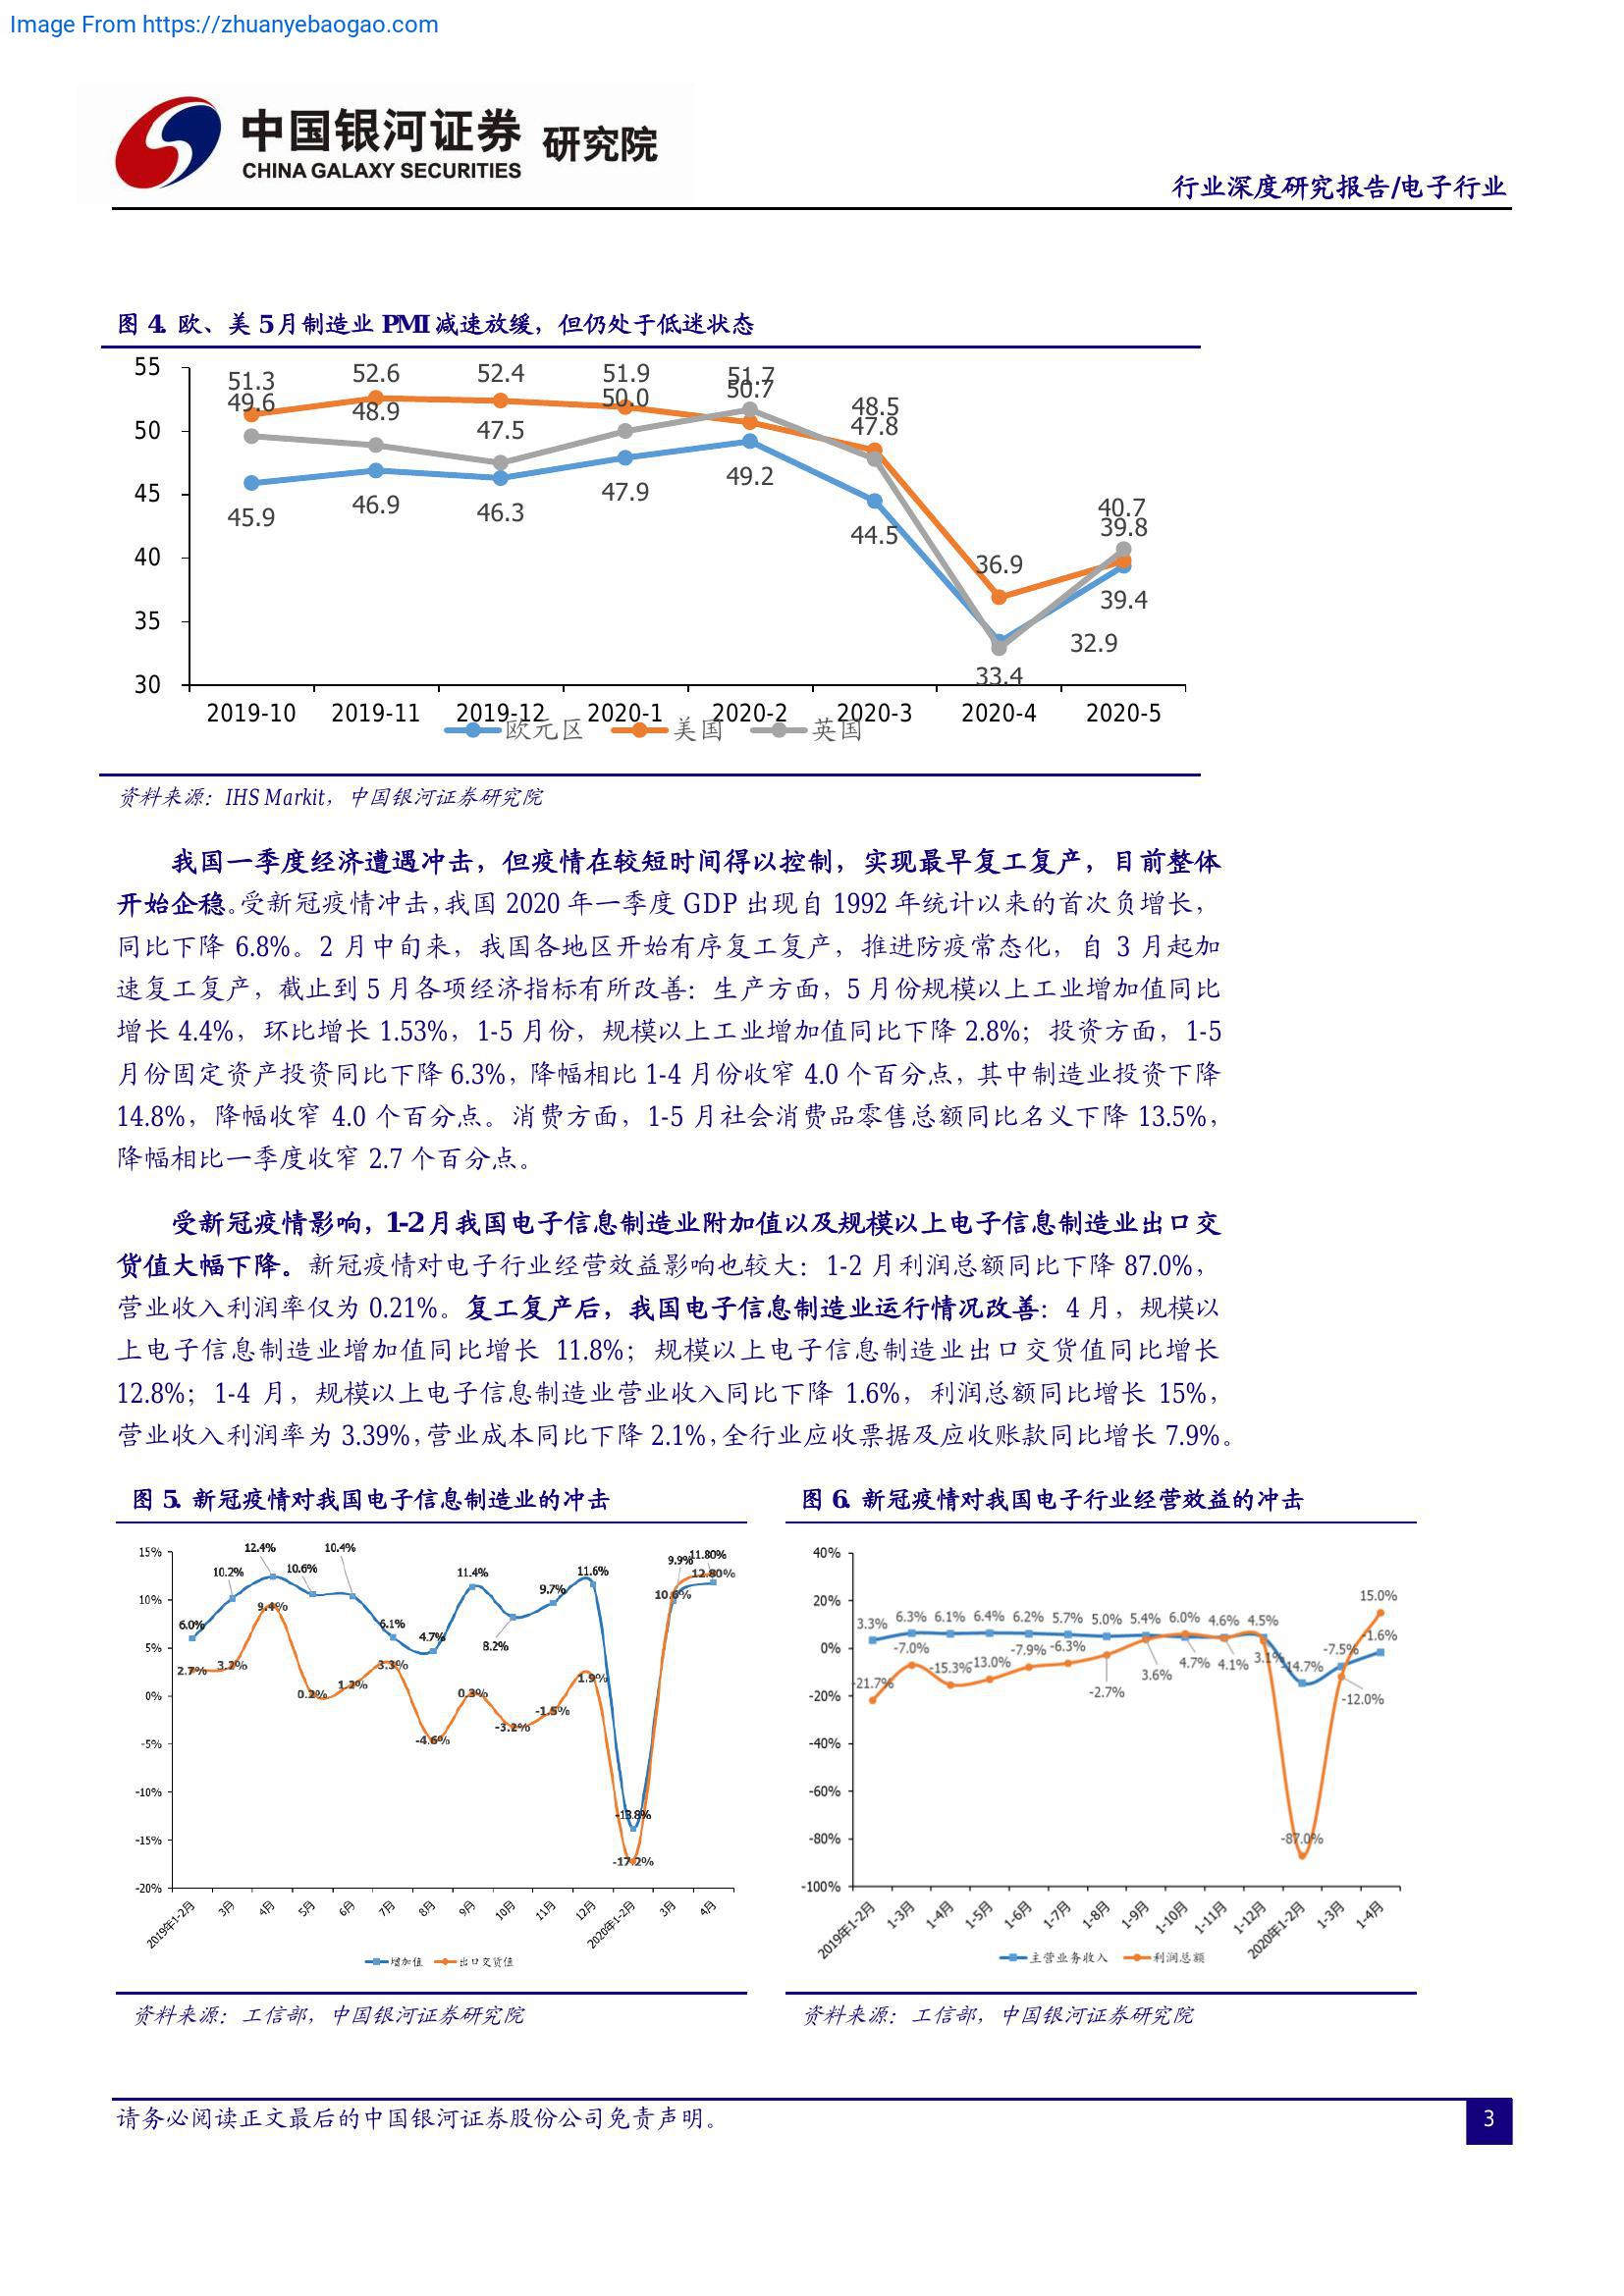 Image From https://zhuanyebaogao.com
中国银河证券 研究院
CHINA GALAXY SECURITIES
行业深度研究报告/电子行业
图 4. 欧、美 5月制造业 PMI 减速放缓，但仍处于低迷状态
55
50
45
40
35
30
51.3 52.6 52.4 51.9 51.7 48.5 36.9 40.7
49.6 48.9 47.5 50.0 50.7 47.8 32.9 39.8
45.9 46.9 46.3 47.9 49.2 44.5 33.4 39.4
2019-10 2019-11 2019-12 2020-1 2020-2 2020-3 2020-4 2020-5
欧元区 美国 英国
资料来源：IHS Markit，中国银河证券研究院
我国一季度经济遭遇冲击，但疫情在较短时间得以控制，实现最早复工复产，目前整体
开始企稳。受新冠疫情冲击，我国 2020 年一季度 GDP 出现自 1992 年统计以来的首次负增长，
同比下降 6.8%。2 月中旬来，我国各地区开始有序复工复产，推进防疫常态化，自 3 月起加
速复工复产，截止到 5 月各项经济指标有所改善：生产方面，5 月份规模以上工业增加值同比
增长 4.4%，环比增长 1.53%，1-5 月份，规模以上工业增加值同比下降 2.8%；投资方面，1-5
月份固定资产投资同比下降 6.3%，降幅相比 1-4 月份收窄 4.0 个百分点，其中制造业投资下降
14.8%，降幅收窄 4.0 个百分点。消费方面，1-5 月社会消费品零售总额同比名义下降 13.5%，
降幅相比一季度收窄 2.7 个百分点。
受新冠疫情影响，1-2月我国电子信息制造业附加值以及规模以上电子信息制造业出口交
货值大幅下降。新冠疫情对电子行业经营效益影响也较大：1-2 月利润总额同比下降 87.0%，
营业收入利润率仅为 0.21%。复工复产后，我国电子信息制造业运行情况改善：4 月，规模以
上电子信息制造业增加值同比增长 11.8%；规模以上电子信息制造业出口交货值同比增长
12.8%；1-4 月，规模以上电子信息制造业营业收入同比下降 1.6%，利润总额同比增长 15%，
营业收入利润率为 3.39%，营业成本同比下降 2.1%，全行业应收票据及应收账款同比增长 7.9%。
图 5. 新冠疫情对我国电子信息制造业的冲击
15%
10%
5%
0%
-5%
-10%
-15%
-20%
6.0% 10.2% 12.4% 10.6% 10.4% 6.1% 4.7% 11.4% 8.2% 9.7% 11.6% -13.8% 9.9% 11.80%
2.7% 3.2% 9.4% 0.2% 1.2% 3.3% -4.6% 0.3% -3.2% -1.5% 1.9% -17.2% 10.6% 12.80%
2019年1-2月 3月 4月 5月 6月 7月 8月 9月 10月 11月 12月 2020年1-2月 3月 4月
增加值 出口交货值
资料来源：工信部，中国银河证券研究院
图 6. 新冠疫情对我国电子行业经营效益的冲击
40%
20%
0%
-20%
-40%
-60%
-80%
-100%
3.3% 6.3% 6.1% 6.4% 6.2% 5.7% 5.0% 5.4% 6.0% 4.6% 4.5% -14.7% -7.5% -1.6%
-21.7% -7.0% -15.3% -13.0% -7.9% -6.3% -2.7% 3.6% 4.7% 4.1% 3.1% -87.0% -12.0% 15.0%
2019年1-2月 1-3月 1-4月 1-5月 1-6月 1-7月 1-8月 1-9月 1-10月 1-11月 1-12月 2020年1-2月 1-3月 1-4月
主营业务收入 利润总额
资料来源：工信部，中国银河证券研究院
请务必阅读正文最后的中国银河证券股份公司免责声明。
3